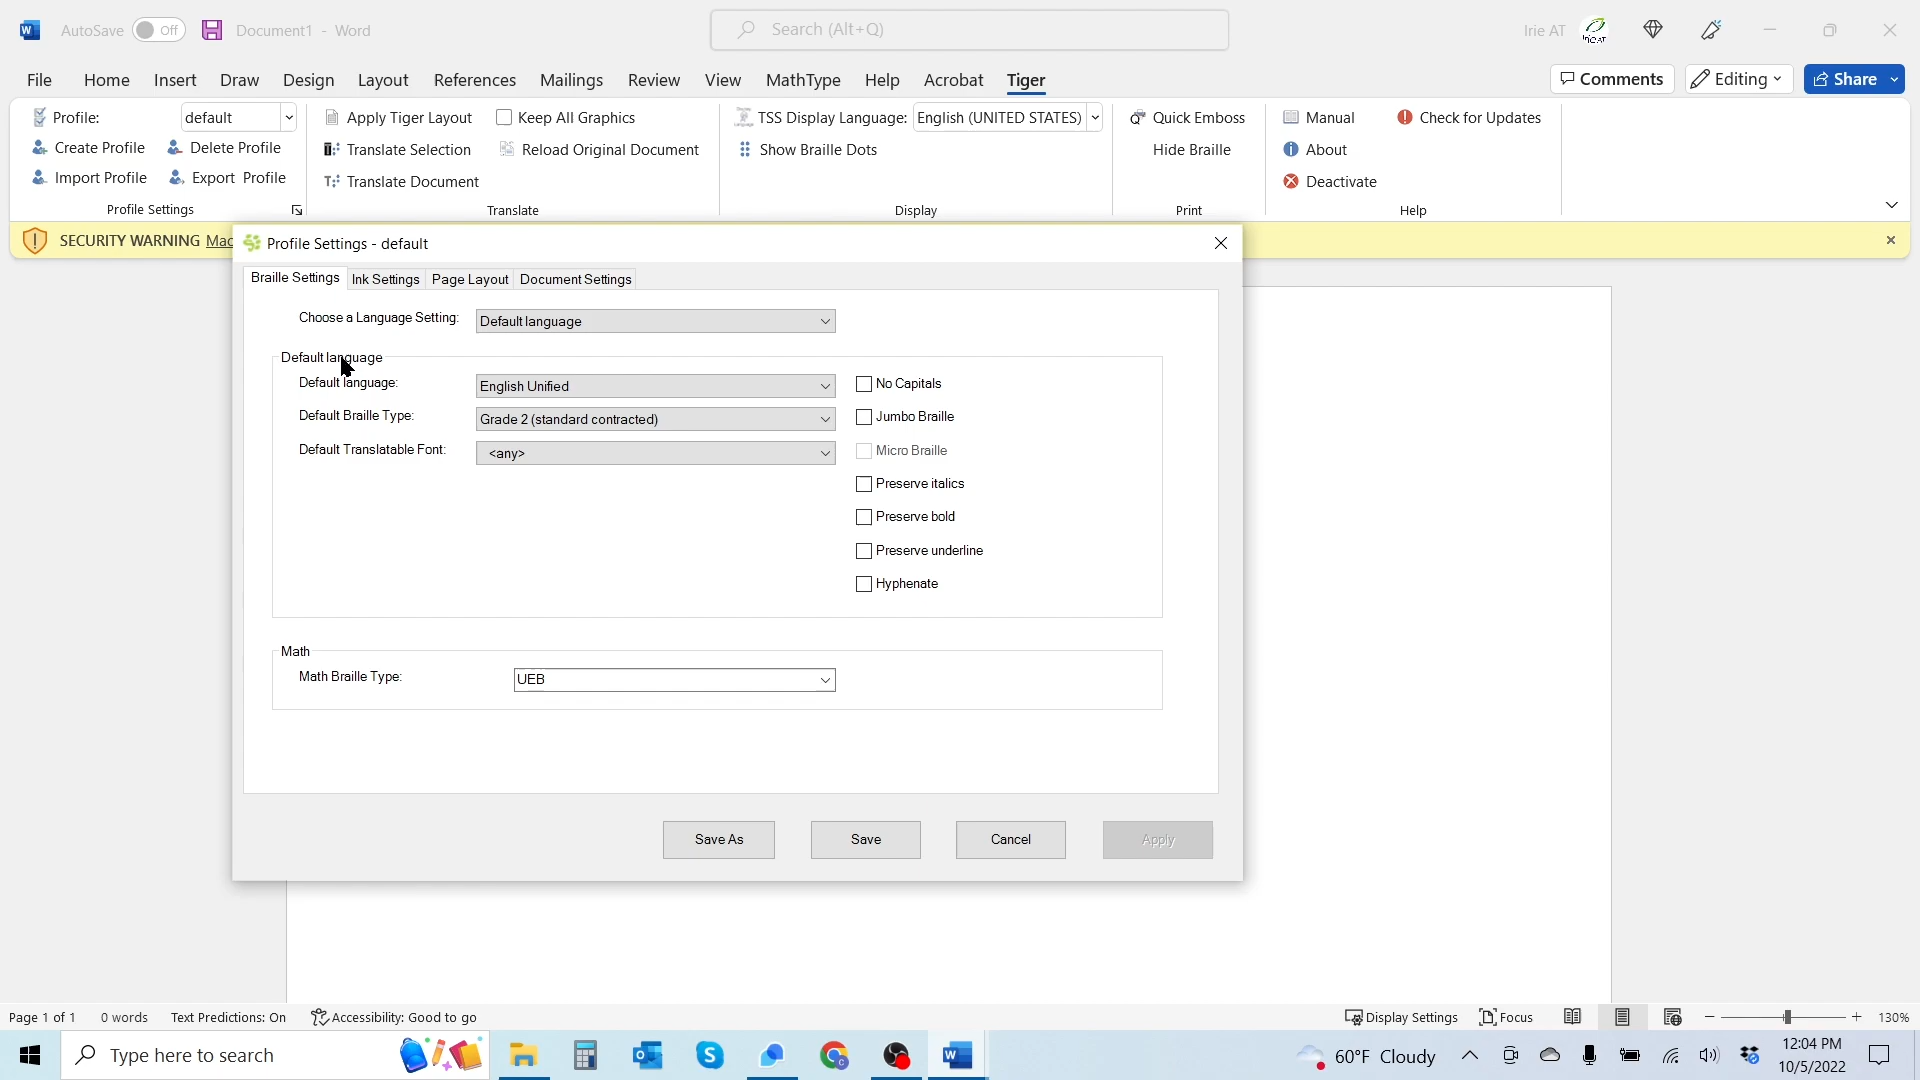 AutoSave Off Document1 - Word Search (Alt+Q) Irie AT
File Home Insert Draw Design Layout References Mailings Review View MathType Help Acrobat Tiger Comments Editing Share
Profile: default Apply Tiger Layout Keep All Graphics TSS Display Language: English (UNITED STATES) Quick Emboss Manual Check for Updates
Create Profile Delete Profile Translate Selection Reload Original Document Show Braille Dots Hide Braille About
Import Profile Export Profile Translate Document Deactivate
Profile Settings Translate Display Print Help
SECURITY WARNING Mac
Profile Settings - default
Braille Settings Ink Settings Page Layout Document Settings
Choose a Language Setting: Default language
Default language
Default language: English Unified No Capitals
Default Braille Type: Grade 2 (standard contracted) Jumbo Braille
Default Translatable Font: <any> Micro Braille
Preserve italics
Preserve bold
Preserve underline
Hyphenate
Math
Math Braille Type: UEB
Save As Save Cancel Apply
Page 1 of 1 0 words Text Predictions: On Accessibility: Good to go Display Settings Focus 130%
Type here to search 60°F Cloudy 12:04 PM
10/5/2022